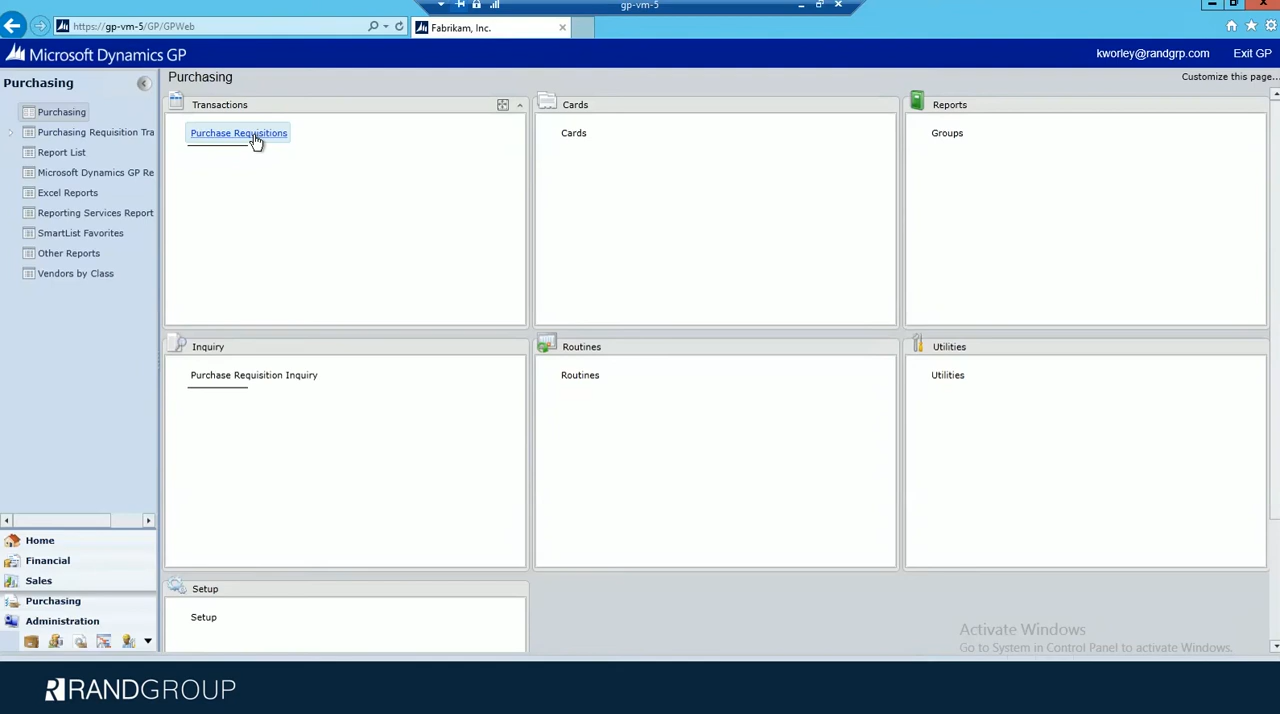 gp-vm-5
https://gp-vm-5/GP/GPWeb
Fabrikam, Inc.
Microsoft Dynamics GP
kworley@randgrp.com
Exit GP
Purchasing
Purchasing
Customize this page...
Purchasing
Purchasing Requisition Tra
Report List
Microsoft Dynamics GP Re
Excel Reports
Reporting Services Report
SmartList Favorites
Other Reports
Vendors by Class
Transactions
Purchase Requisitions
Cards
Cards
Reports
Groups
Inquiry
Purchase Requisition Inquiry
Routines
Routines
Utilities
Utilities
Setup
Setup
Home
Financial
Sales
Purchasing
Administration
Activate Windows
Go to System in Control Panel to activate Windows.
RANDGROUP